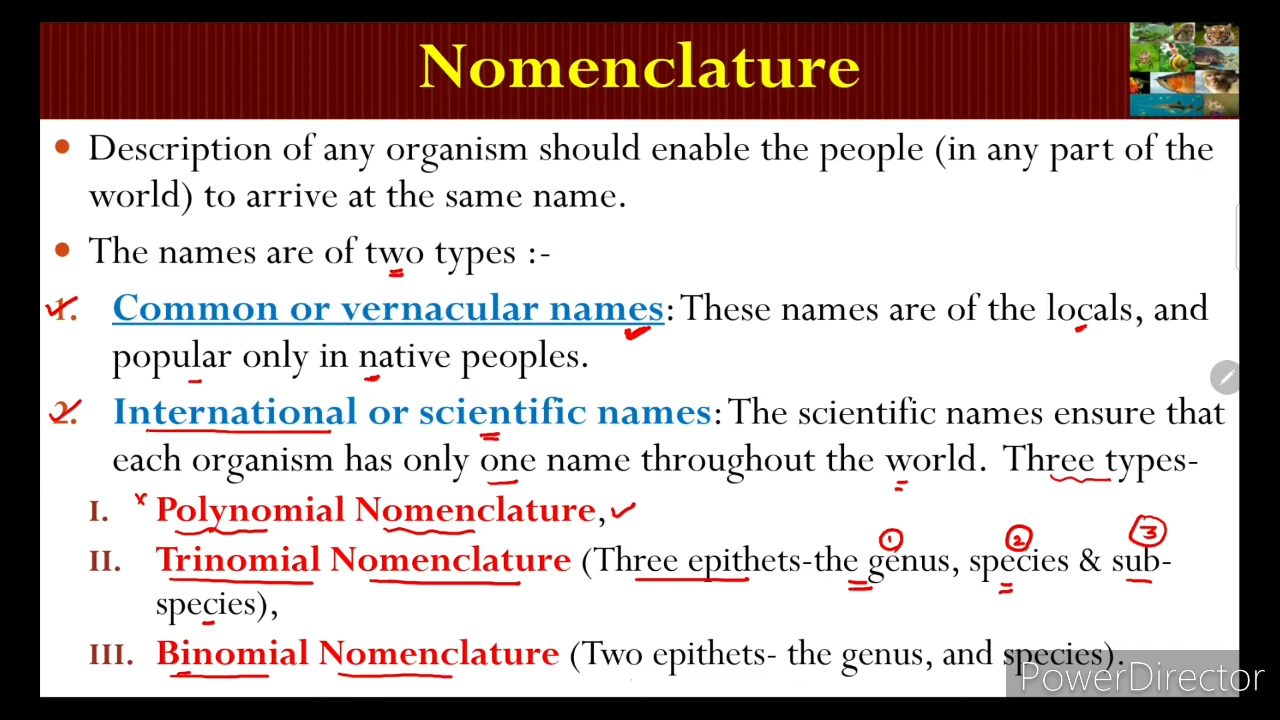 Nomenclature
• Description of any organism should enable the people (in any part of the
world) to arrive at the same name.
• The names are of two types :-
1. Common or vernacular names: These names are of the locals, and
popular only in native peoples.
2. International or scientific names: The scientific names ensure that
each organism has only one name throughout the world. Three types-
I. x Polynomial Nomenclature,
1 2 3
II. Trinomial Nomenclature (Three epithets-the genus, species & sub-
species),
III. Binomial Nomenclature (Two epithets- the genus, and species).
PowerDirector